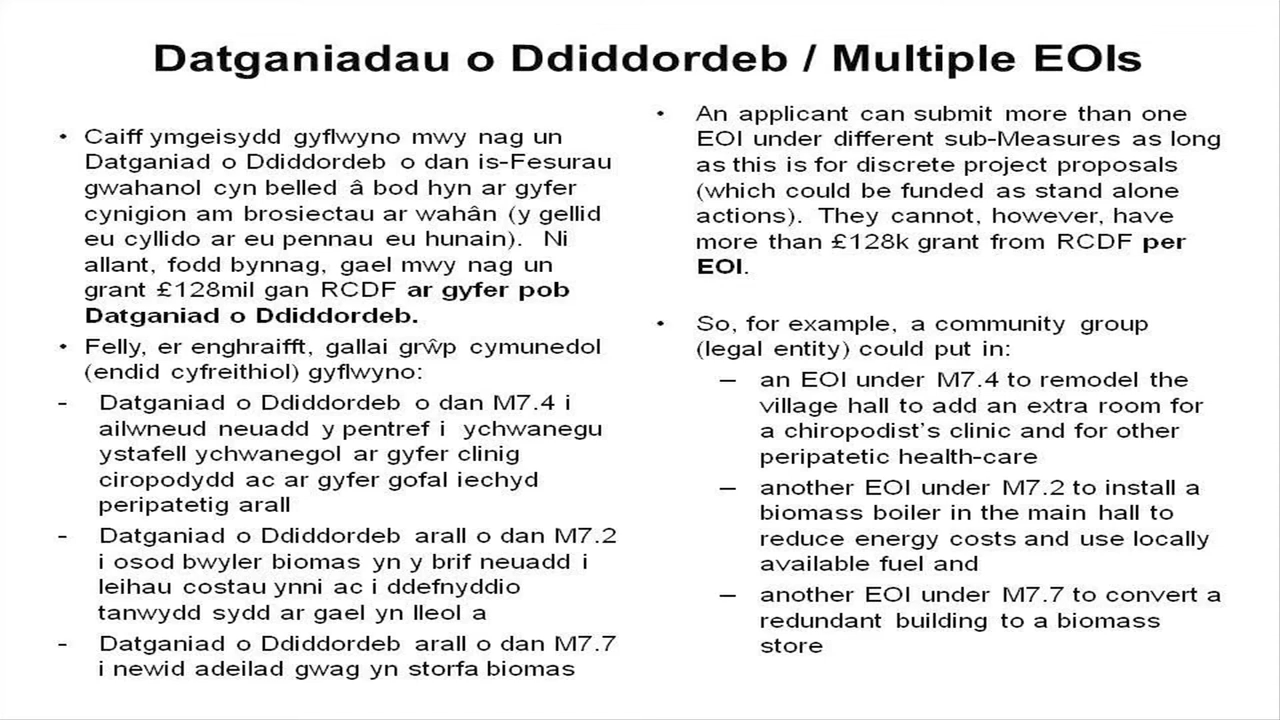 Datganiadau o Ddiddordeb / Multiple EOIs
• Caiff ymgeisydd gyflwyno mwy nag un
Datganiad o Ddiddordeb o dan is-Fesurau
gwahanol cyn belled â bod hyn ar gyfer
cynigion am brosiectau ar wahân (y gellid
eu cyllido ar eu pennau eu hunain). Ni
allant, fodd bynnag, gael mwy nag un
grant £128mil gan RCDF ar gyfer pob
Datganiad o Ddiddordeb.
• Felly, er enghraifft, gallai grŵp cymunedol
(endid cyfreithiol) gyflwyno:
- Datganiad o Ddiddordeb o dan M7.4 i
ailwneud neuadd y pentref i ychwanegu
ystafell ychwanegol ar gyfer clinig
ciropodydd ac ar gyfer gofal iechyd
peripatetig arall
- Datganiad o Ddiddordeb arall o dan M7.2
i osod bwyler biomas yn y brif neuadd i
leihau costau ynni ac i ddefnyddio
tanwydd sydd ar gael yn lleol a
- Datganiad o Ddiddordeb arall o dan M7.7
i newid adeilad gwag yn storfa biomas
• An applicant can submit more than one
EOI under different sub-Measures as long
as this is for discrete project proposals
(which could be funded as stand alone
actions). They cannot, however, have
more than £128k grant from RCDF per
EOI.
• So, for example, a community group
(legal entity) could put in:
– an EOI under M7.4 to remodel the
village hall to add an extra room for
a chiropodist's clinic and for other
peripatetic health-care
– another EOI under M7.2 to install a
biomass boiler in the main hall to
reduce energy costs and use locally
available fuel and
– another EOI under M7.7 to convert a
redundant building to a biomass
store